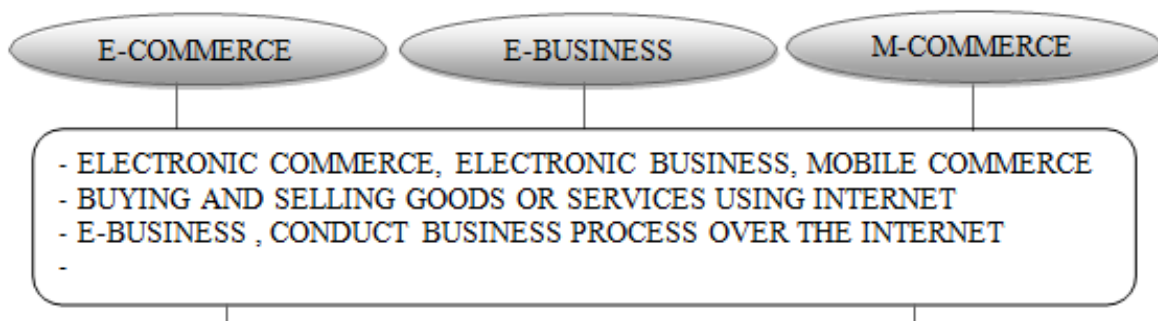 E-COMMERCE
E-BUSINESS
M-COMMERCE
- ELECTRONIC COMMERCE, ELECTRONIC BUSINESS, MOBILE COMMERCE
- BUYING AND SELLING GOODS OR SERVICES USING INTERNET
- E-BUSINESS , CONDUCT BUSINESS PROCESS OVER THE INTERNET
-